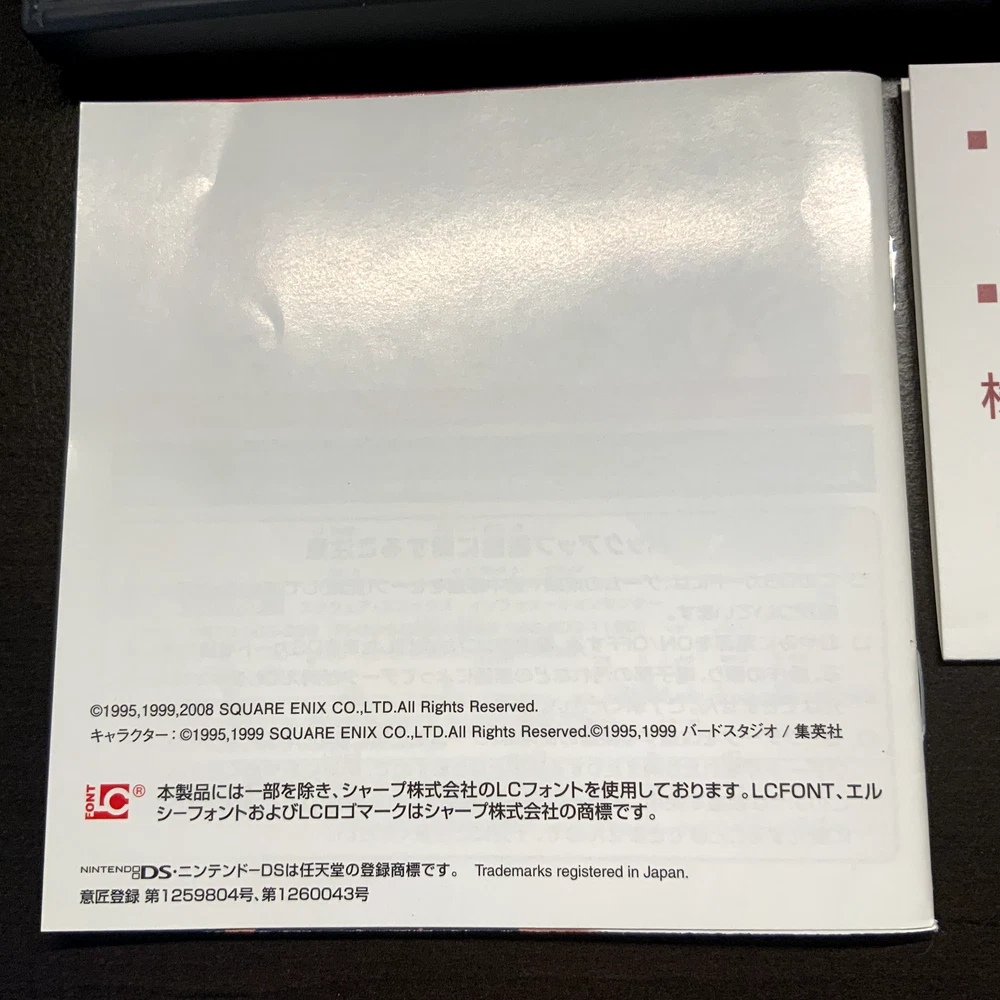 ©1995,1999,2008 SQUARE ENIX CO.,LTD.All Rights Reserved.
キャラクター：©1995,1999 SQUARE ENIX CO.,LTD.All Rights Reserved.©1995,1999 バードスタジオ / 集英社
FONT LC® 本製品には一部を除き、シャープ株式会社のLCフォントを使用しております。LCFONT、エル
シーフォントおよびLCロゴマークはシャープ株式会社の商標です。
NINTENDO DS・ニンテンドーDSは任天堂の登録商標です。 Trademarks registered in Japan.
意匠登録 第1259804号、第1260043号